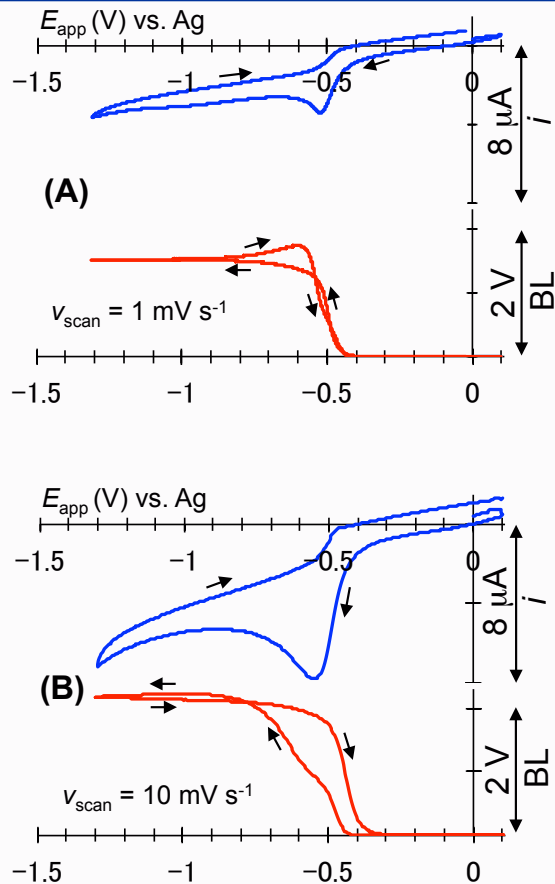 E_app (V) vs. Ag
−1.5 −1 −0.5 0
8 μA
i
(A)
2 V
BL
v_scan = 1 mV s⁻¹
−1.5 −1 −0.5 0
E_app (V) vs. Ag
−1.5 −1 −0.5 0
8 μA
i
(B)
2 V
BL
v_scan = 10 mV s⁻¹
−1.5 −1 −0.5 0